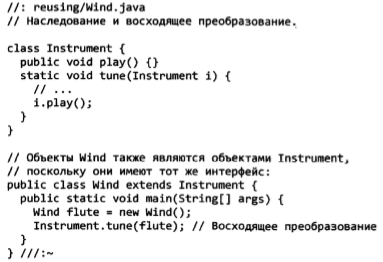 //: reusing/Wind.java
// Наследование и восходящее преобразование.
class Instrument {
public void play() {}
static void tune(Instrument i) {
// ...
i.play();
}
}
// Объекты Wind также являются объектами Instrument,
// поскольку они имеют тот же интерфейс:
public class Wind extends Instrument {
public static void main(String[] args) {
Wind flute = new Wind();
Instrument.tune(flute); // Восходящее преобразование
}
} ///:~